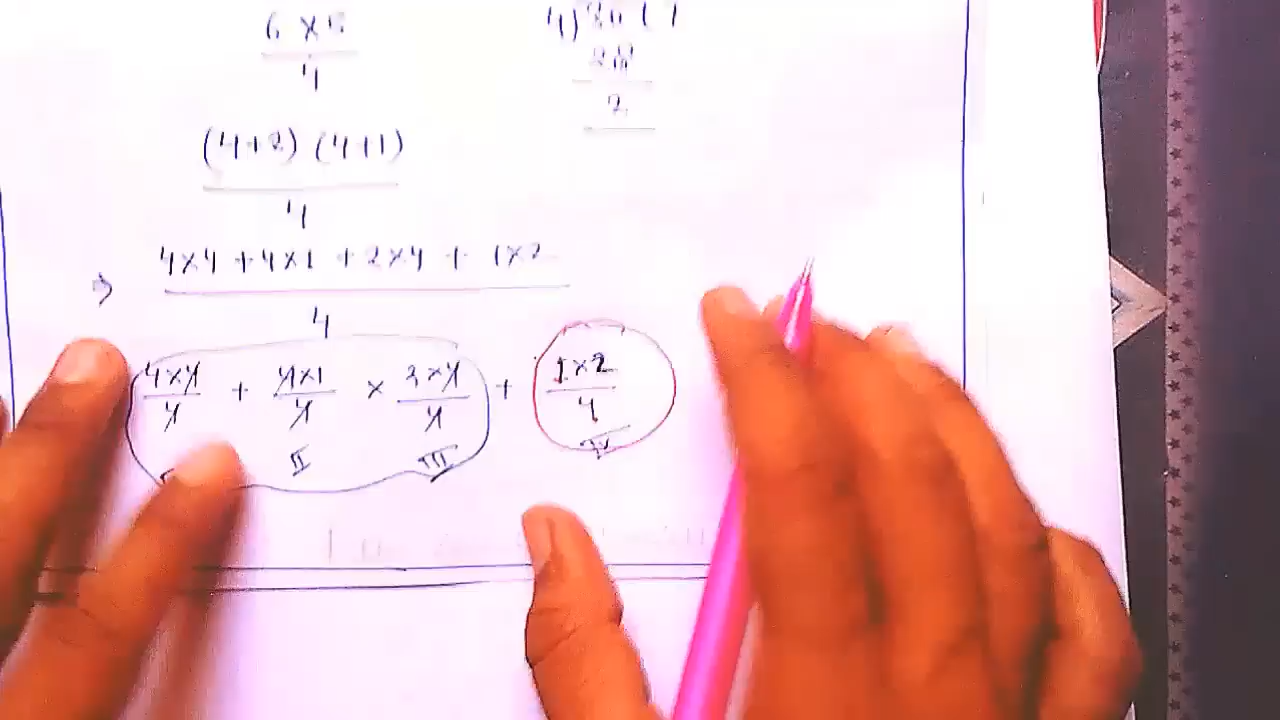 6 × 5
4
4) 30 ( 7
28
2
(4+2) (4+1)
4
⇒ 4×4 + 4×1 + 2×4 + 1×2
4
4×4 + 4×1 × 2×4 + 1×2
4 4 4 4
II III IV